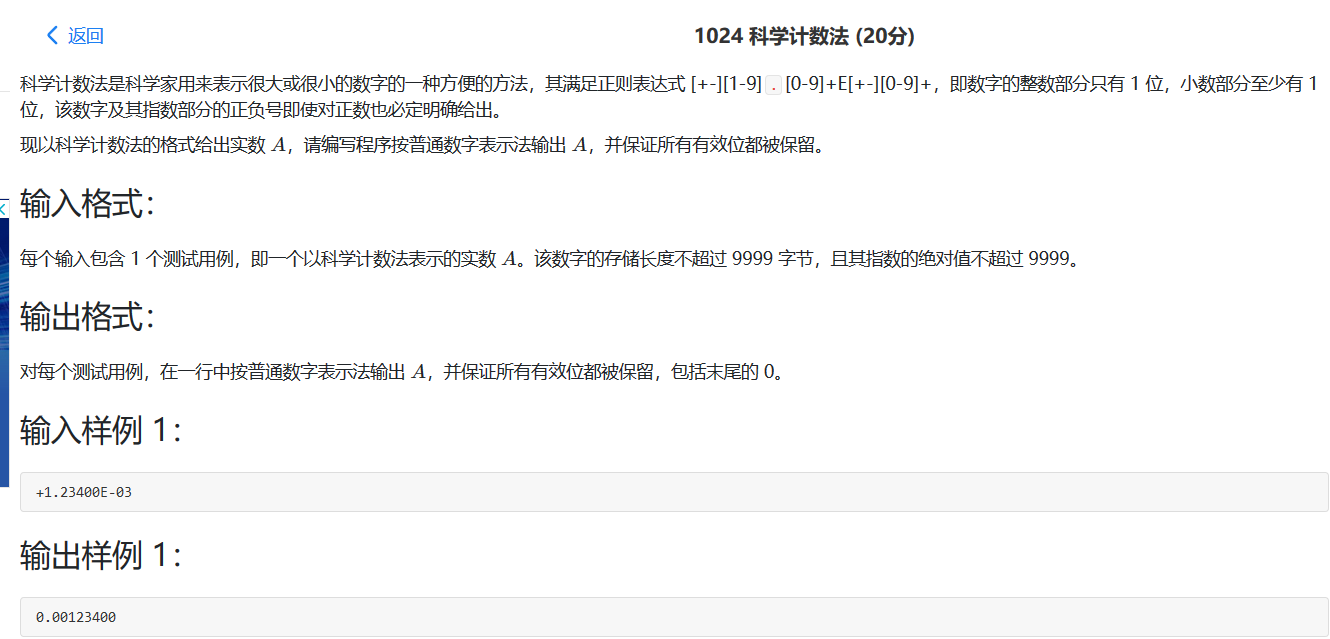 返回
1024 科学计数法 (20分)
科学计数法是科学家用来表示很大或很小的数字的一种方便的方法，其满足正则表达式 [+-][1-9].[0-9]+E[+-][0-9]+，即数字的整数部分只有 1 位，小数部分至少有 1
位，该数字及其指数部分的正负号即使对正数也必定明确给出。
现以科学计数法的格式给出实数 A，请编写程序按普通数字表示法输出 A，并保证所有有效位都被保留。
输入格式：
每个输入包含 1 个测试用例，即一个以科学计数法表示的实数 A。该数字的存储长度不超过 9999 字节，且其指数的绝对值不超过 9999。
输出格式：
对每个测试用例，在一行中按普通数字表示法输出 A，并保证所有有效位都被保留，包括末尾的 0。
输入样例 1：
+1.23400E-03
输出样例 1：
0.00123400